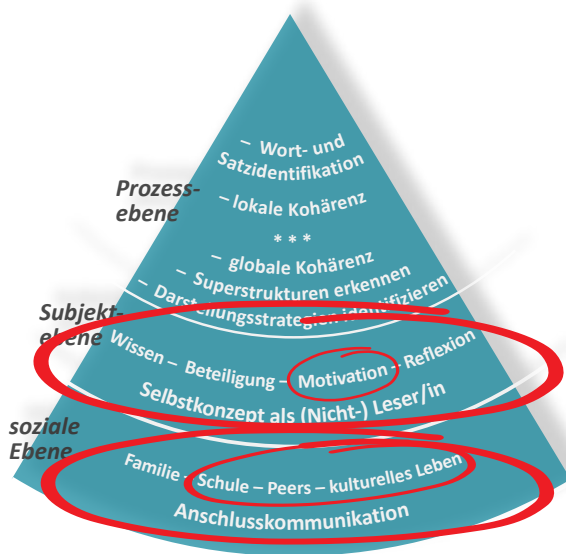 – Wort- und
Satzidentifikation
Prozess-
ebene
– lokale Kohärenz
* * *
– globale Kohärenz
– Superstrukturen erkennen
– Darstellungsstrategien identifizieren
Subjekt-
ebene
Wissen – Beteiligung – Motivation – Reflexion
Selbstkonzept als (Nicht-) Leser/in
soziale
Ebene
Familie – Schule – Peers – kulturelles Leben
Anschlusskommunikation